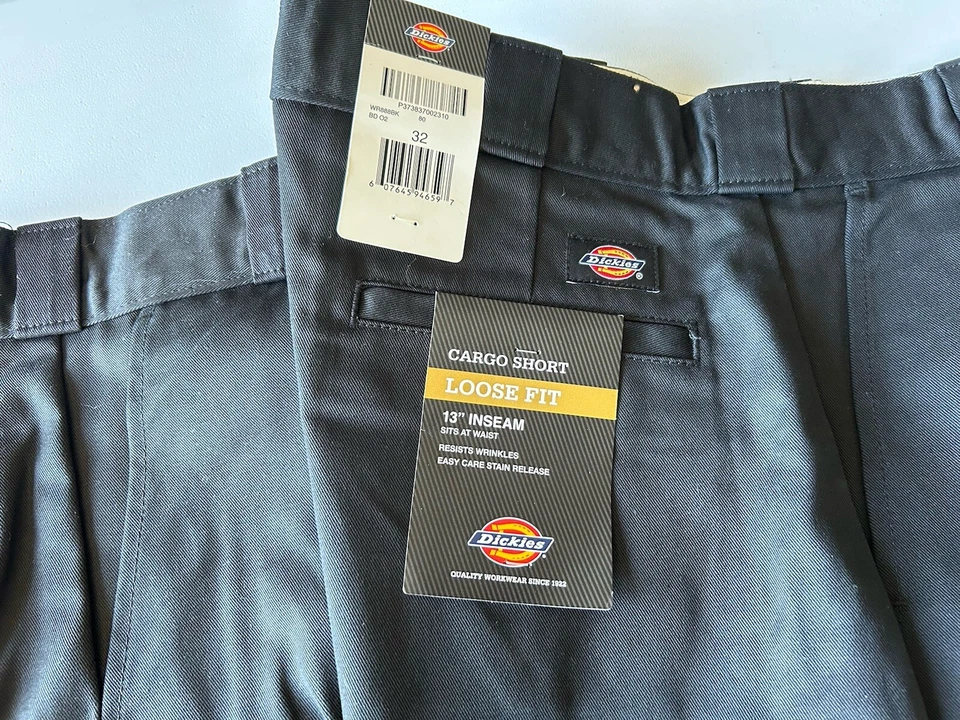 Dickies
P373837002310
WR888BK
80
BD O2
32
6 07645 94659 7
Dickies
CARGO SHORT
LOOSE FIT
13" INSEAM
SITS AT WAIST
RESISTS WRINKLES
EASY CARE STAIN RELEASE
Dickies
QUALITY WORKWEAR SINCE 1922